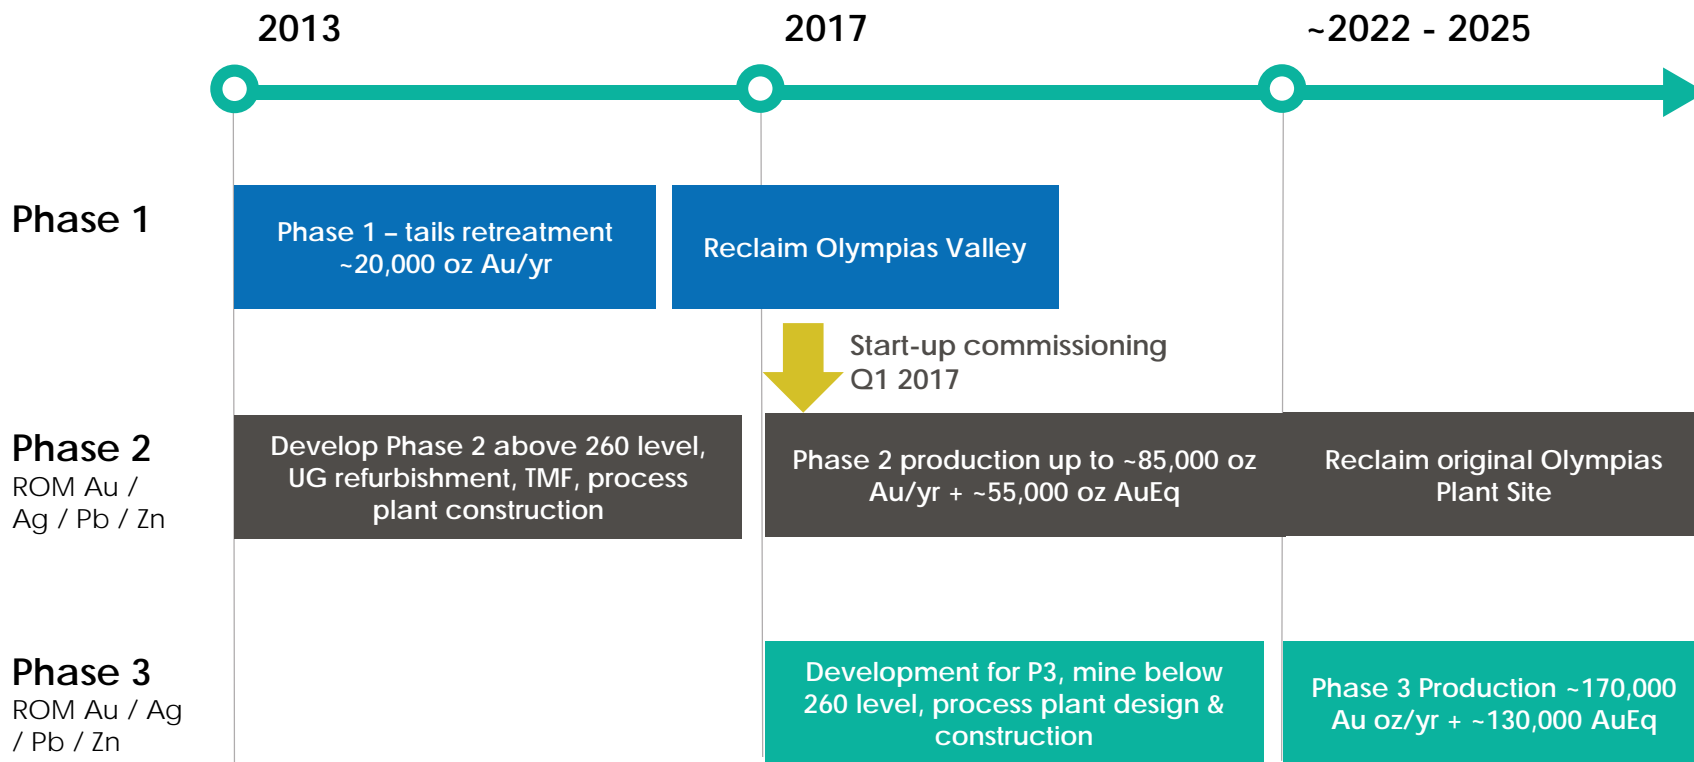 2013
2017
~2022 - 2025
Phase 1
Phase 1 – tails retreatment
~20,000 oz Au/yr
Reclaim Olympias Valley
Start-up commissioning
Q1 2017
Phase 2
ROM Au /
Ag / Pb / Zn
Develop Phase 2 above 260 level,
UG refurbishment, TMF, process
plant construction
Phase 2 production up to ~85,000 oz
Au/yr + ~55,000 oz AuEq
Reclaim original Olympias
Plant Site
Phase 3
ROM Au / Ag
/ Pb / Zn
Development for P3, mine below
260 level, process plant design &
construction
Phase 3 Production ~170,000
Au oz/yr + ~130,000 AuEq